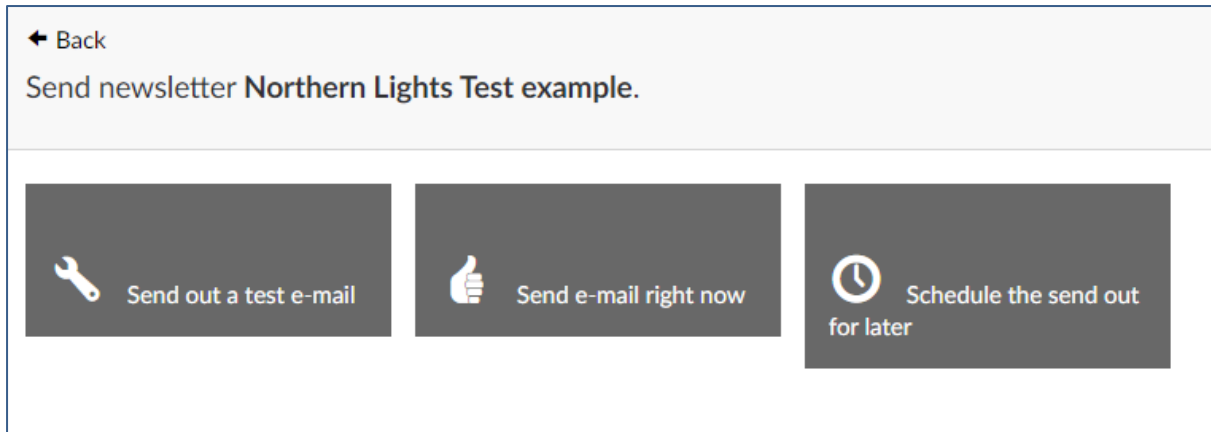 Back
Send newsletter Northern Lights Test example.
Send out a test e-mail
Send e-mail right now
Schedule the send out
for later